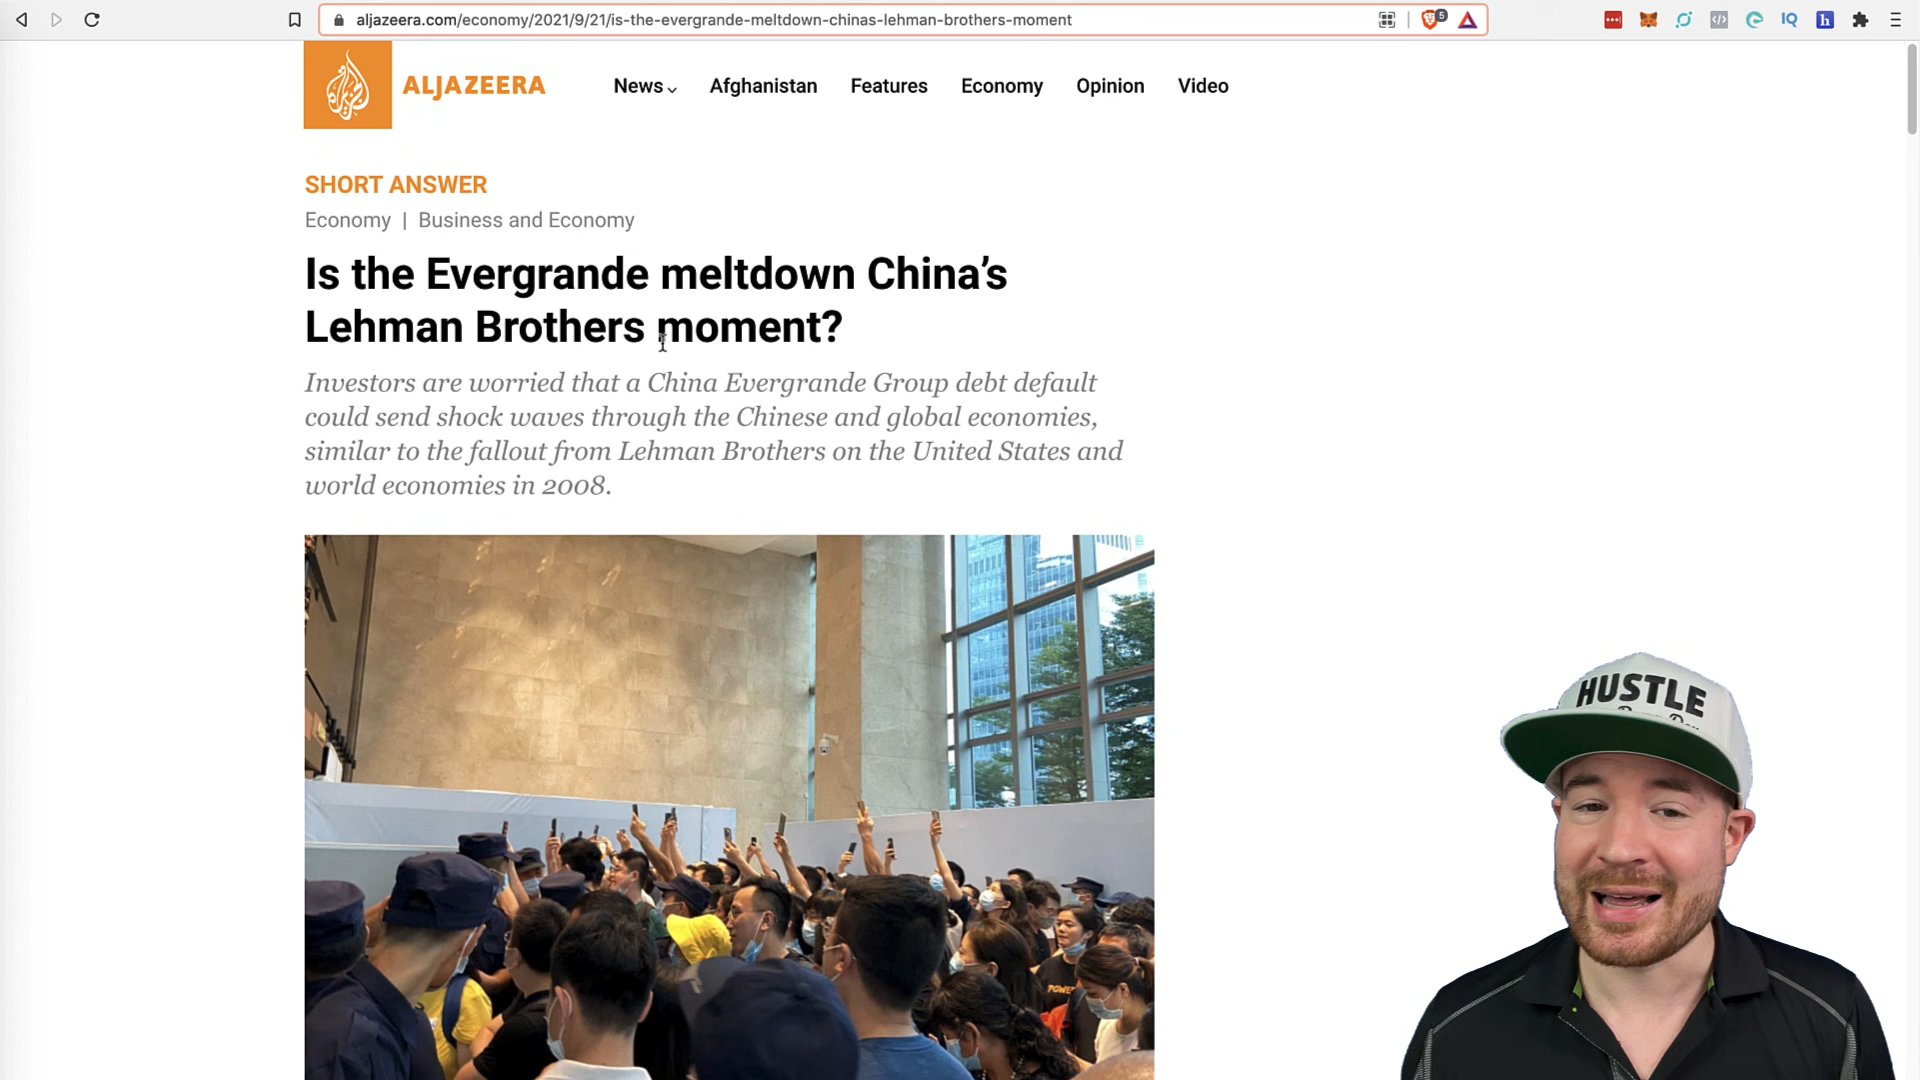 aljazeera.com/economy/2021/9/21/is-the-evergrande-meltdown-chinas-lehman-brothers-moment
5
IQ
h
ALJAZEERA
News Afghanistan Features Economy Opinion Video
SHORT ANSWER
Economy | Business and Economy
Is the Evergrande meltdown China’s
Lehman Brothers moment?
Investors are worried that a China Evergrande Group debt default
could send shock waves through the Chinese and global economies,
similar to the fallout from Lehman Brothers on the United States and
world economies in 2008.
HUSTLE